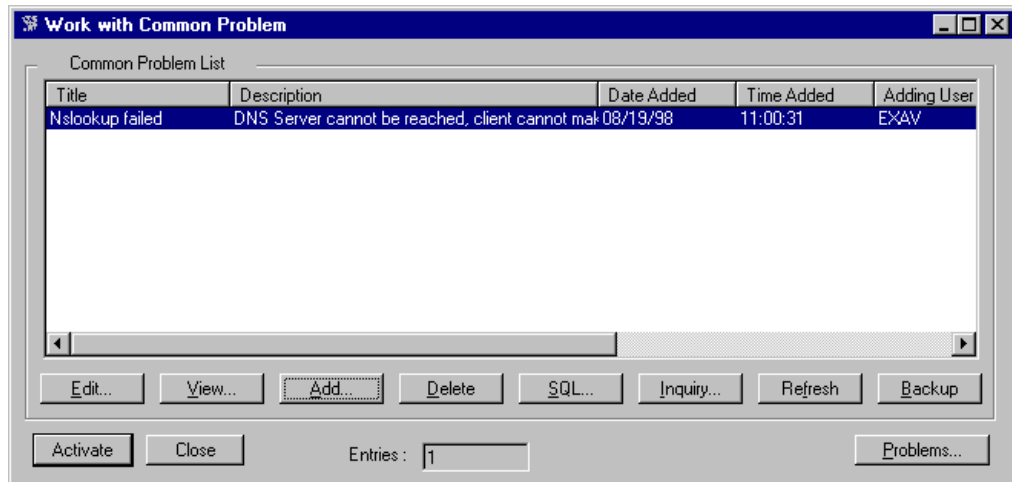 Work with Common Problem
Common Problem List
Title Description Date Added Time Added Adding User
Nslookup failed DNS Server cannot be reached, client cannot mak 08/19/98 11:00:31 EXAV
Edit... View... Add... Delete SQL... Inquiry... Refresh Backup
Activate Close Entries : 1 Problems...